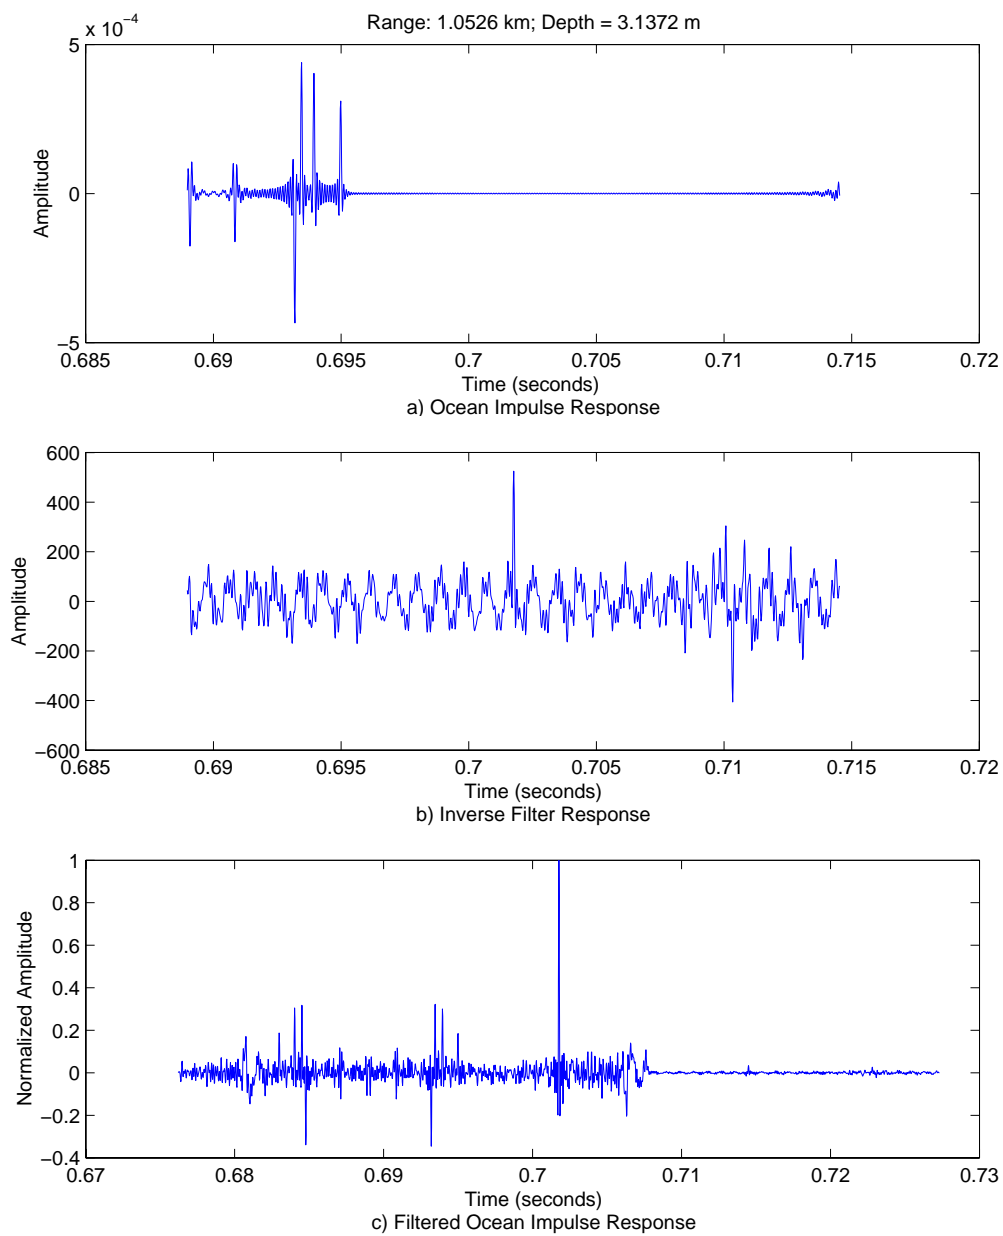 Range: 1.0526 km; Depth = 3.1372 m
x 10⁻⁴
5
0
−5
Amplitude
0.685 0.69 0.695 0.7 0.705 0.71 0.715 0.72
Time (seconds)
a) Ocean Impulse Response
600
400
200
0
−200
−400
−600
Amplitude
0.685 0.69 0.695 0.7 0.705 0.71 0.715 0.72
Time (seconds)
b) Inverse Filter Response
1
0.8
0.6
0.4
0.2
0
−0.2
−0.4
Normalized Amplitude
0.67 0.68 0.69 0.7 0.71 0.72 0.73
Time (seconds)
c) Filtered Ocean Impulse Response